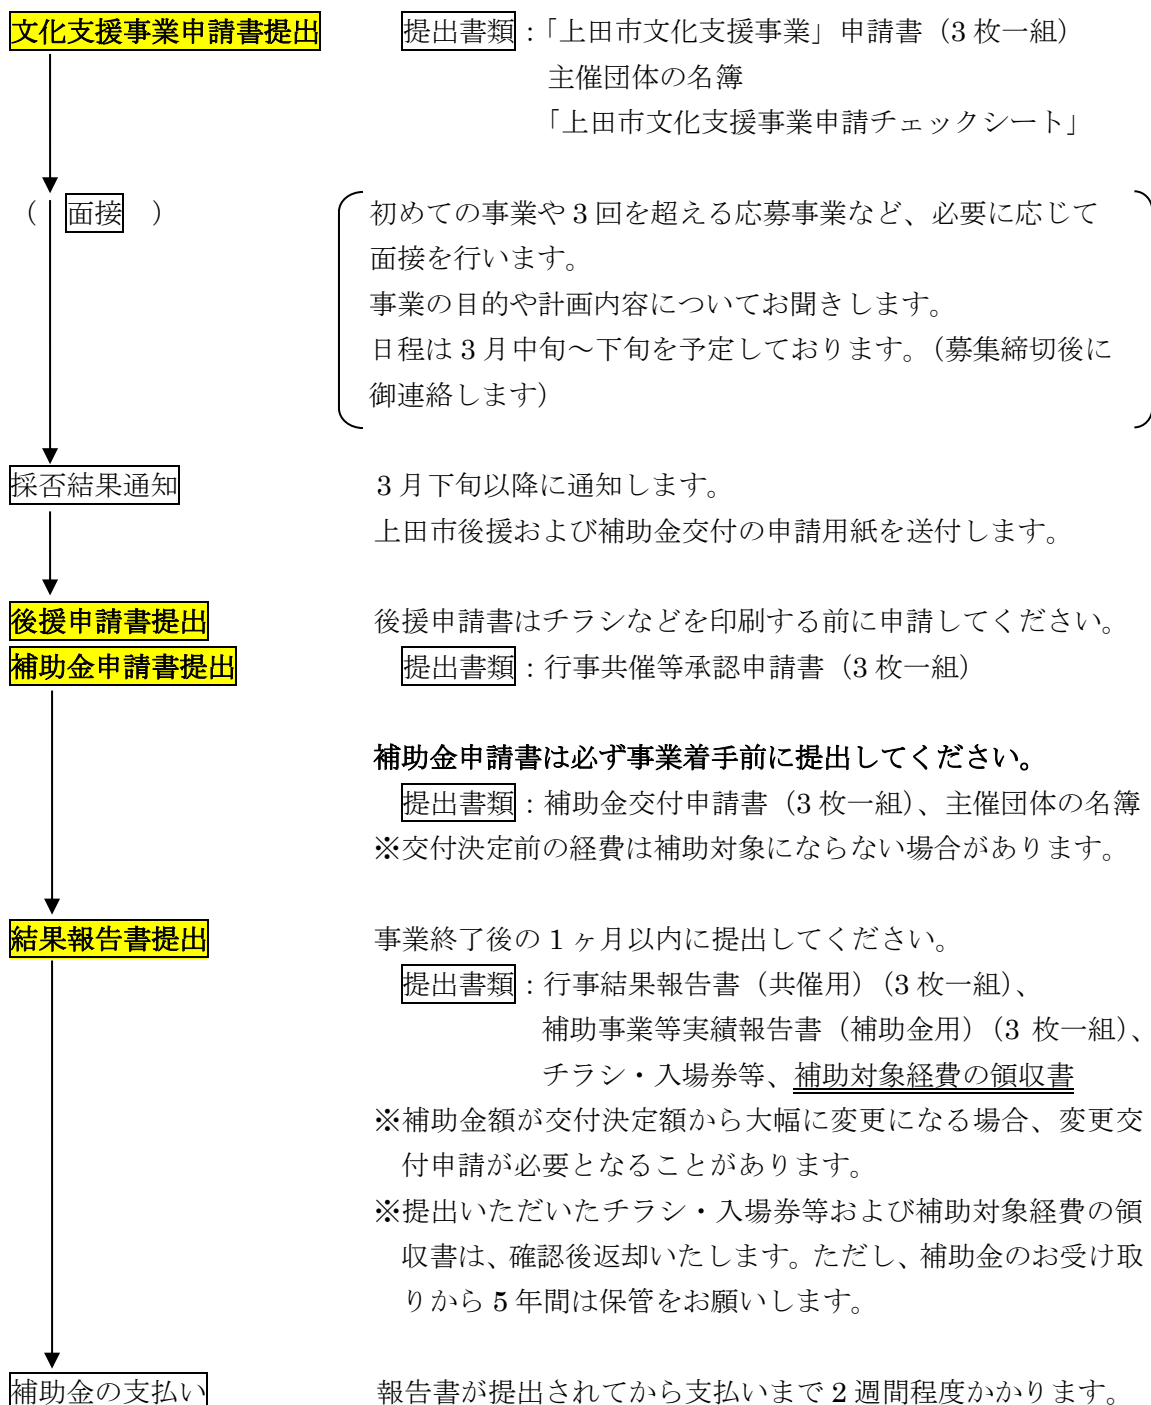 文化支援事業申請書提出　提出書類：「上田市文化支援事業」申請書（3枚一組）
主催団体の名簿
「上田市文化支援事業申請チェックシート」
（　面接　）　初めての事業や3回を超える応募事業など、必要に応じて
面接を行います。
事業の目的や計画内容についてお聞きします。
日程は3月中旬～下旬を予定しております。（募集締切後に
御連絡します）
採否結果通知　3月下旬以降に通知します。
上田市後援および補助金交付の申請用紙を送付します。
後援申請書提出　後援申請書はチラシなどを印刷する前に申請してください。
補助金申請書提出　提出書類：行事共催等承認申請書（3枚一組）
補助金申請書は必ず事業着手前に提出してください。
提出書類：補助金交付申請書（3枚一組）、主催団体の名簿
※交付決定前の経費は補助対象にならない場合があります。
結果報告書提出　事業終了後の1ヶ月以内に提出してください。
提出書類：行事結果報告書（共催用）（3枚一組）、
補助事業等実績報告書（補助金用）（3 枚一組）、
チラシ・入場券等、補助対象経費の領収書
※補助金額が交付決定額から大幅に変更になる場合、変更交
付申請が必要となることがあります。
※提出いただいたチラシ・入場券等および補助対象経費の領
収書は、確認後返却いたします。ただし、補助金のお受け取
りから5年間は保管をお願いします。
補助金の支払い　報告書が提出されてから支払いまで2週間程度かかります。